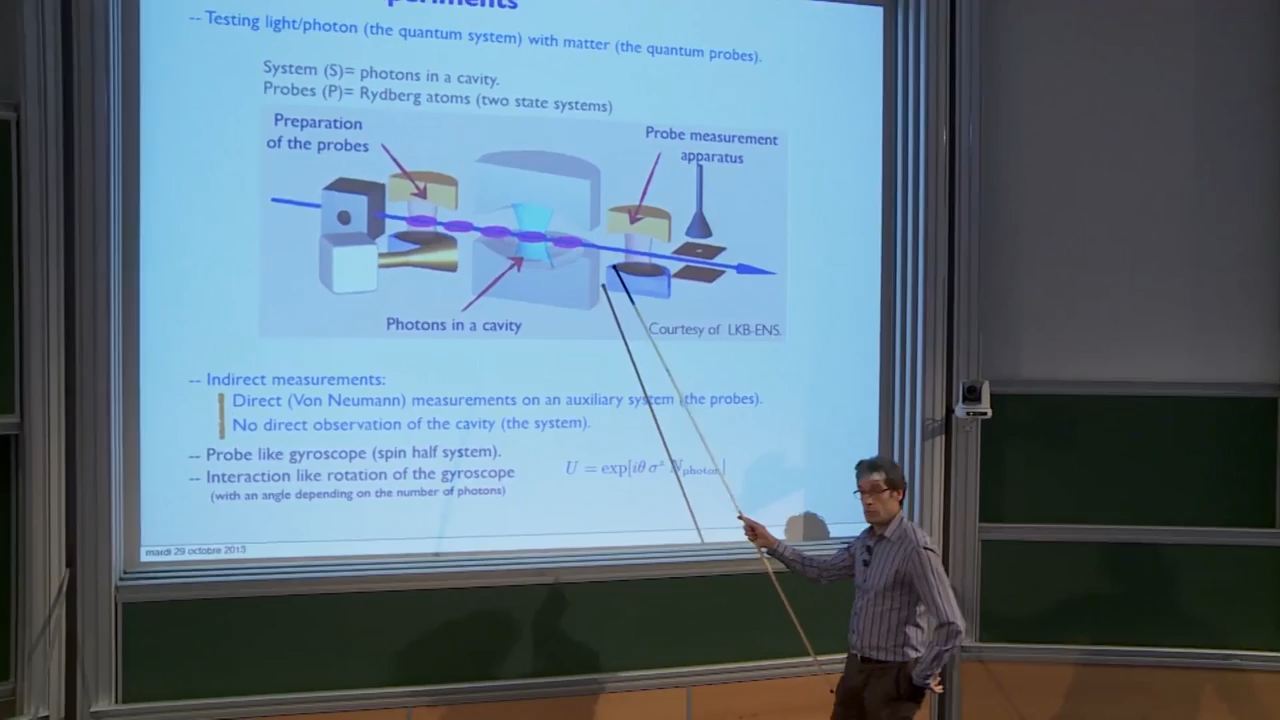 -- Testing light/photon (the quantum system) with matter (the quantum probes).
System (S)= photons in a cavity.
Probes (P)= Rydberg atoms (two state systems)
Preparation
of the probes
Probe measurement
apparatus
Photons in a cavity
Courtesy of LKB-ENS.
-- Indirect measurements:
Direct (Von Neumann) measurements on an auxiliary system (the probes).
No direct observation of the cavity (the system).
-- Probe like gyroscope (spin half system).
-- Interaction like rotation of the gyroscope
(with an angle depending on the number of photons)
U = exp[iθ σᶻ N_photon]
mardi 29 octobre 2013